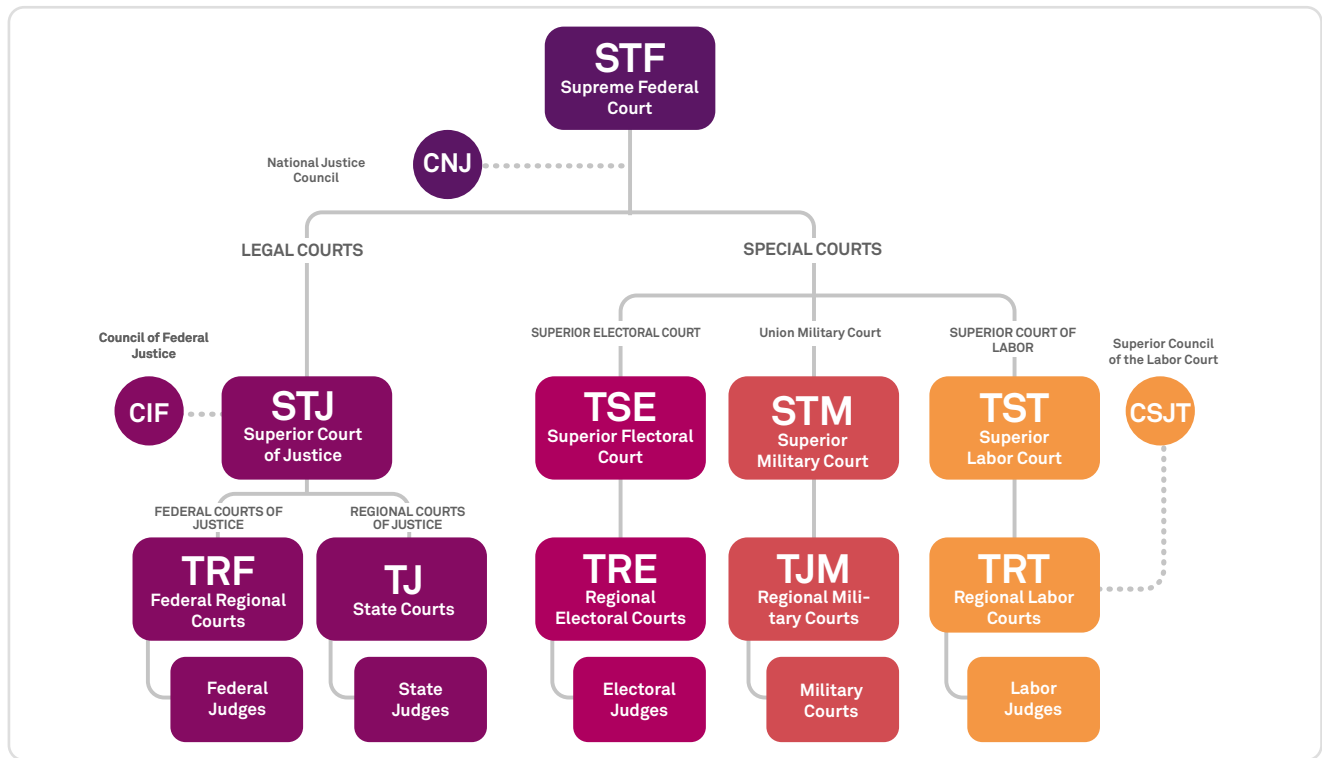 STF
Supreme Federal
Court
National Justice
Council
CNJ
LEGAL COURTS
SPECIAL COURTS
Council of Federal
Justice
CIF
STJ
Superior Court
of Justice
SUPERIOR ELECTORAL COURT
TSE
Superior Flectoral
Court
Union Military Court
STM
Superior
Military Court
SUPERIOR COURT OF
LABOR
TST
Superior
Labor Court
Superior Council
of the Labor Court
CSJT
FEDERAL COURTS OF
JUSTICE
TRF
Federal Regional
Courts
REGIONAL COURTS
OF JUSTICE
TJ
State Courts
TRE
Regional
Electoral Courts
TJM
Regional Mili-
tary Courts
TRT
Regional Labor
Courts
Federal
Judges
State
Judges
Electoral
Judges
Military
Courts
Labor
Judges